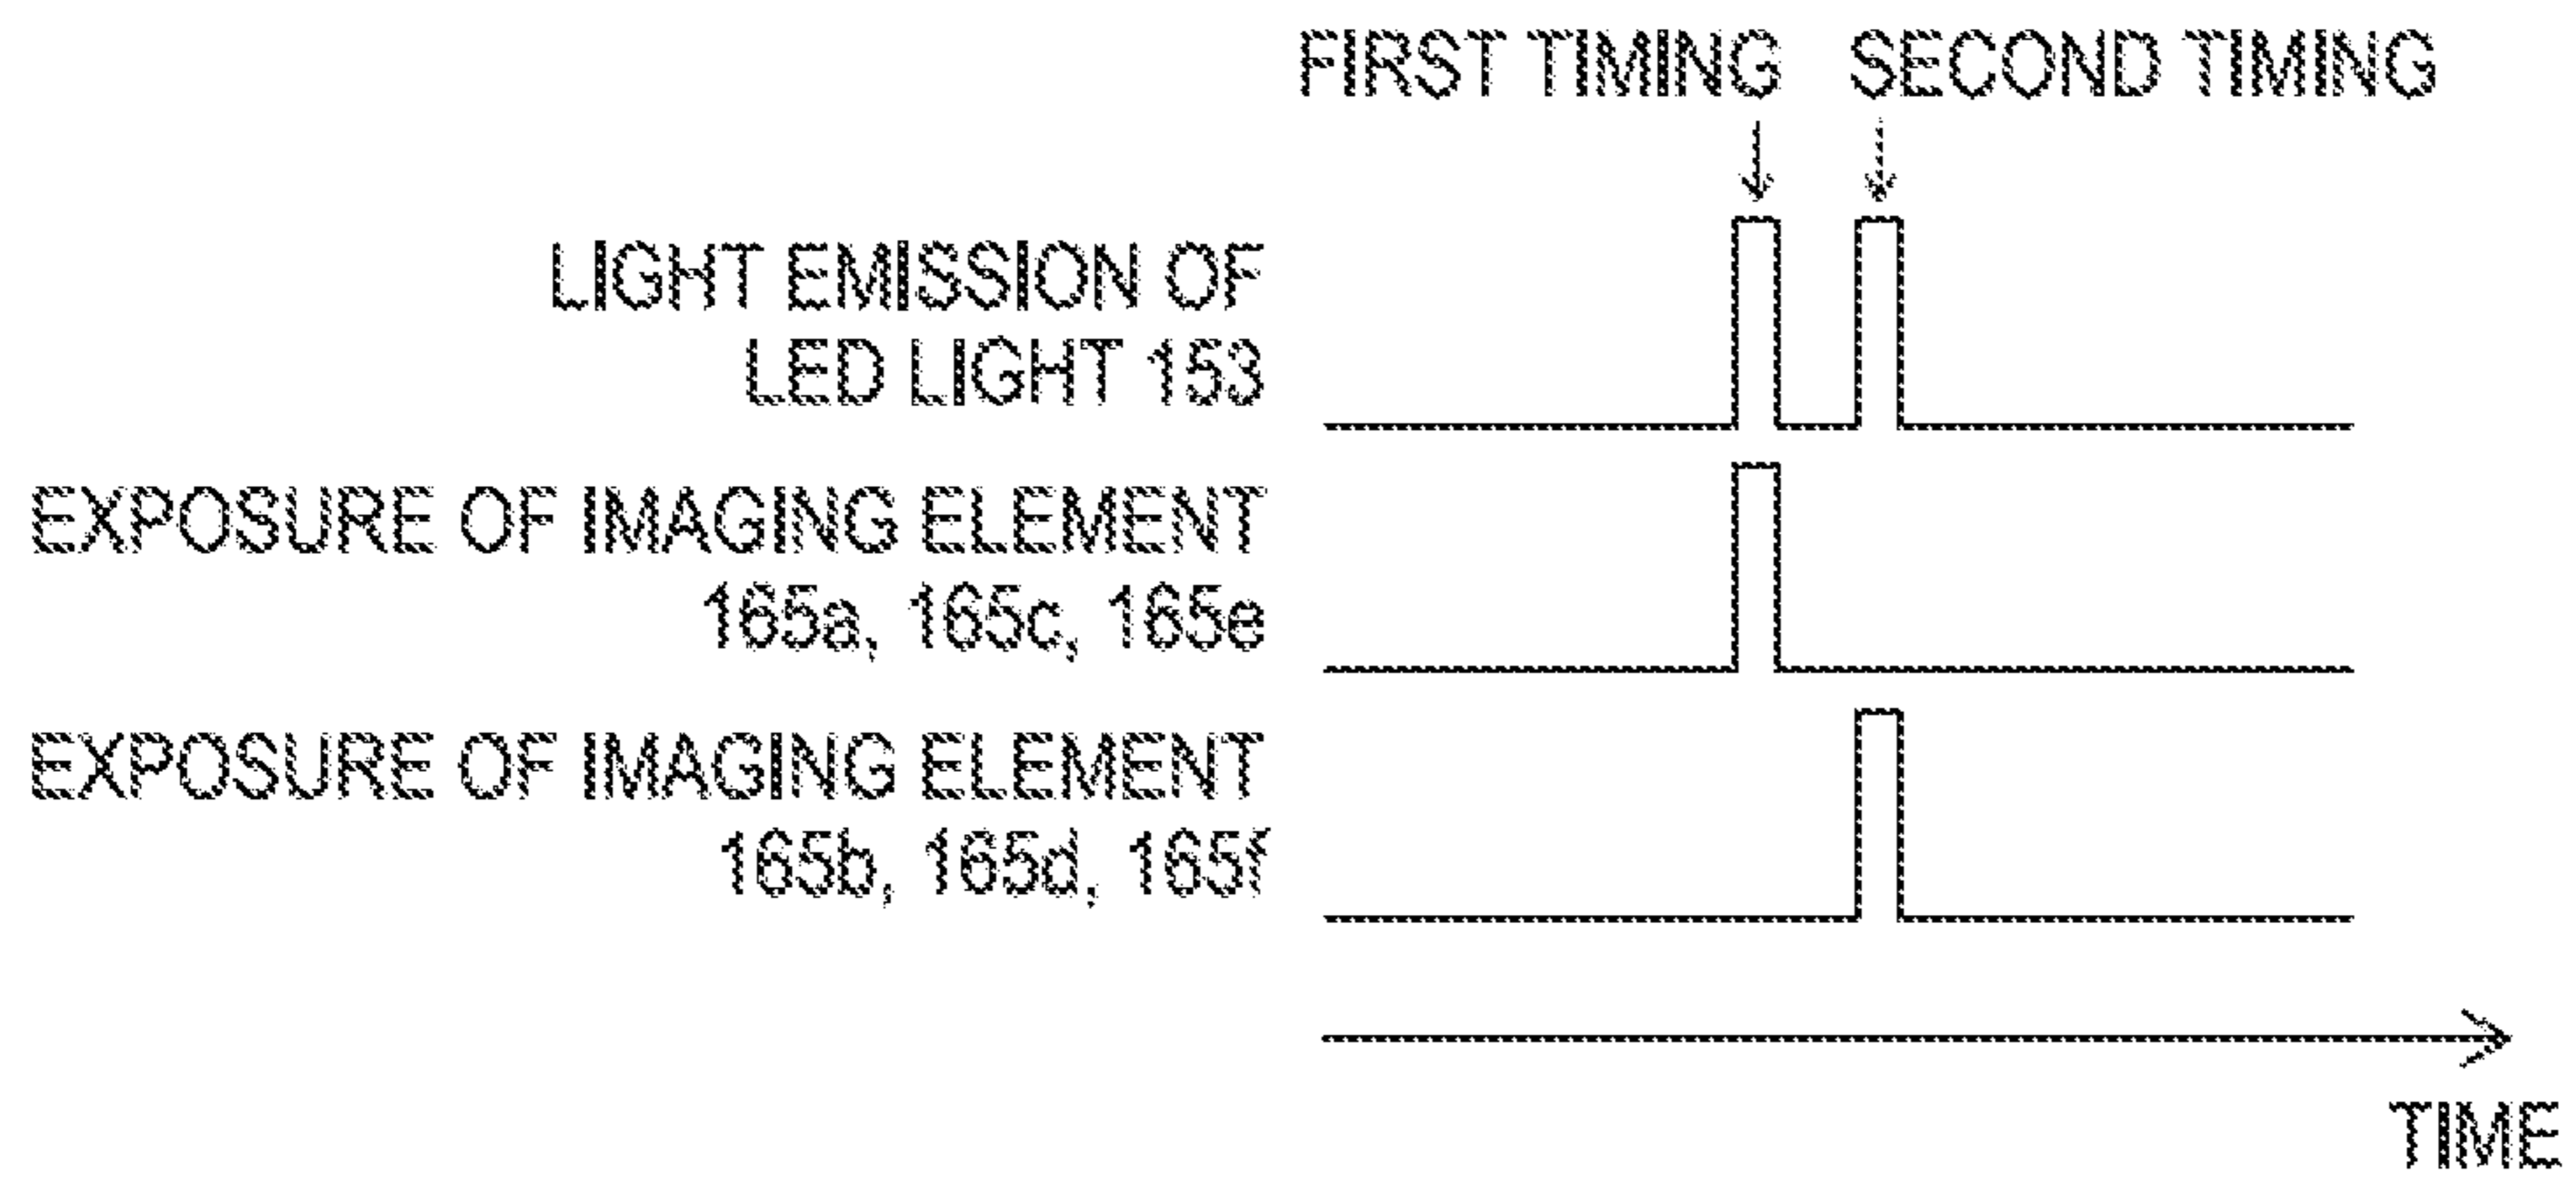 FIRST TIMING SECOND TIMING
LIGHT EMISSION OF
LED LIGHT 153
EXPOSURE OF IMAGING ELEMENT
165a, 165c, 165e
EXPOSURE OF IMAGING ELEMENT
165b, 165d, 165f
TIME